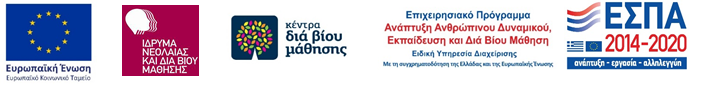 Ευρωπαϊκή Ένωση
Ευρωπαϊκό Κοινωνικό Ταμείο
ΙΔΡΥΜΑ
ΝΕΟΛΑΙΑΣ
ΚΑΙ ΔΙΑ ΒΙΟΥ
ΜΑΘΗΣΗΣ
κέντρα
διά βίου
μάθησης
Επιχειρησιακό Πρόγραμμα
Ανάπτυξη Ανθρώπινου Δυναμικού,
Εκπαίδευση και Διά Βίου Μάθηση
Ειδική Υπηρεσία Διαχείρισης
Με τη συγχρηματοδότηση της Ελλάδας και της Ευρωπαϊκής Ένωσης
ΕΣΠΑ
2014-2020
ανάπτυξη - εργασία - αλληλεγγύη